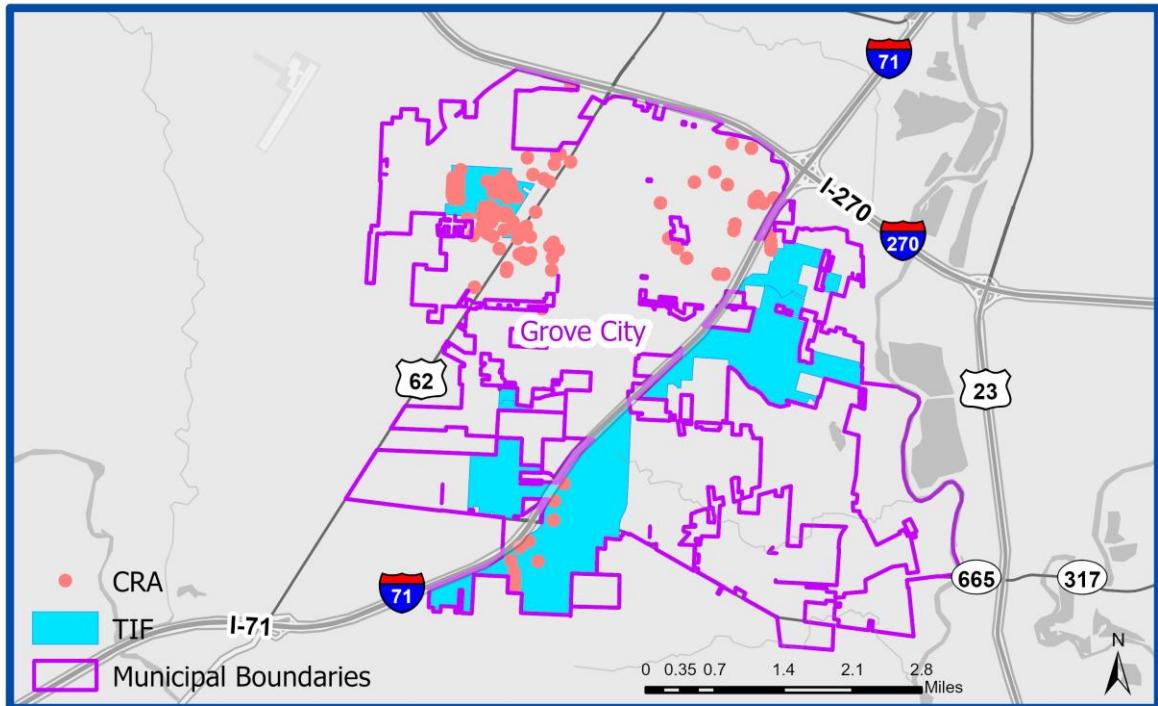 71
I-270
270
Grove City
62
23
CRA
TIF
Municipal Boundaries
I-71
71
665
317
0 0.35 0.7 1.4 2.1 2.8
Miles
N